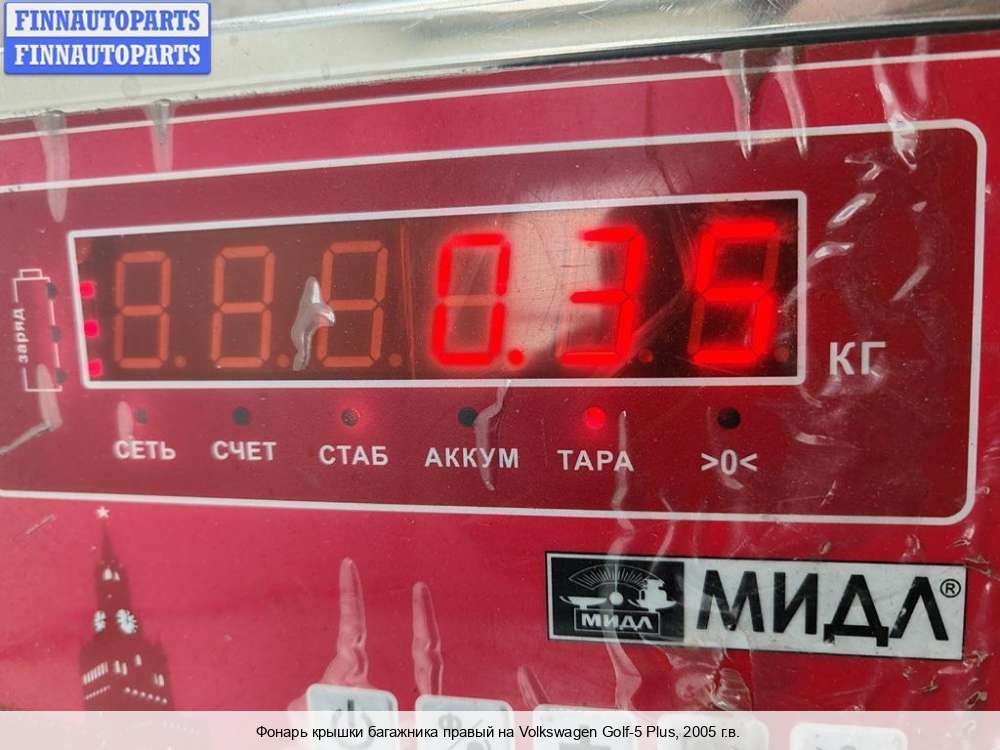 FINNAUTOPARTS
FINNAUTOPARTS
заряд
0.35
КГ
СЕТЬ СЧЕТ СТАБ АККУМ ТАРА >0<
МИДЛ МИДЛ®
Фонарь крышки багажника правый на Volkswagen Golf-5 Plus, 2005 г.в.